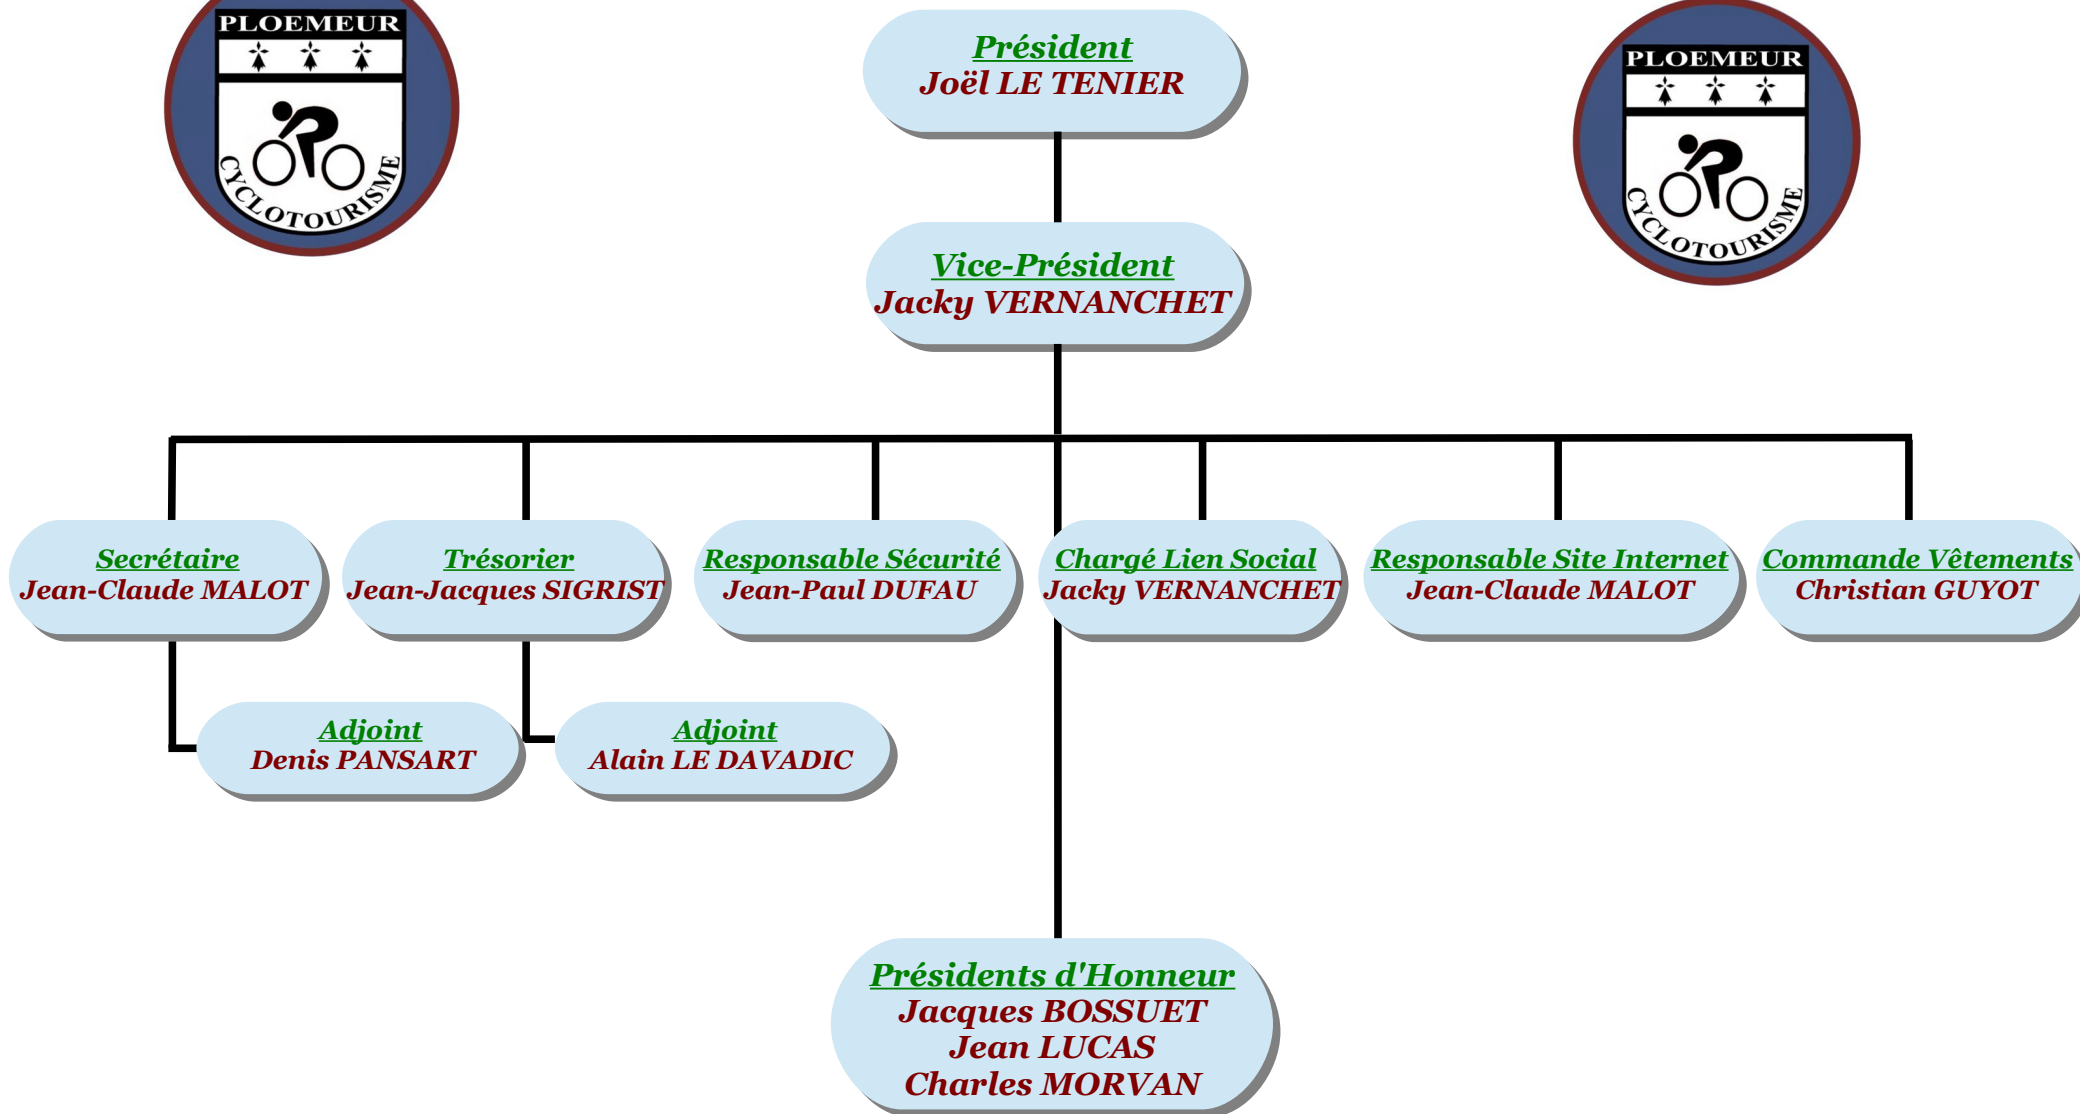 PLOEMEUR
CYCLOTOURISME
Président
Joël LE TENIER
PLOEMEUR
CYCLOTOURISME
Vice-Président
Jacky VERNANCHET
Secrétaire
Jean-Claude MALOT
Trésorier
Jean-Jacques SIGRIST
Responsable Sécurité
Jean-Paul DUFAU
Chargé Lien Social
Jacky VERNANCHET
Responsable Site Internet
Jean-Claude MALOT
Commande Vêtements
Christian GUYOT
Adjoint
Denis PANSART
Adjoint
Alain LE DAVADIC
Présidents d'Honneur
Jacques BOSSUET
Jean LUCAS
Charles MORVAN